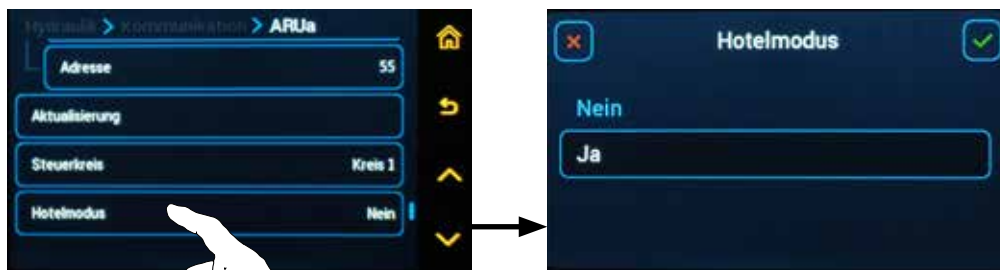 Hydraulik > Kommunikation > ARUa
Adresse 55
Aktualisierung
Steuerkreis Kreis 1
Hotelmodus Nein
Hotelmodus
Nein
Ja